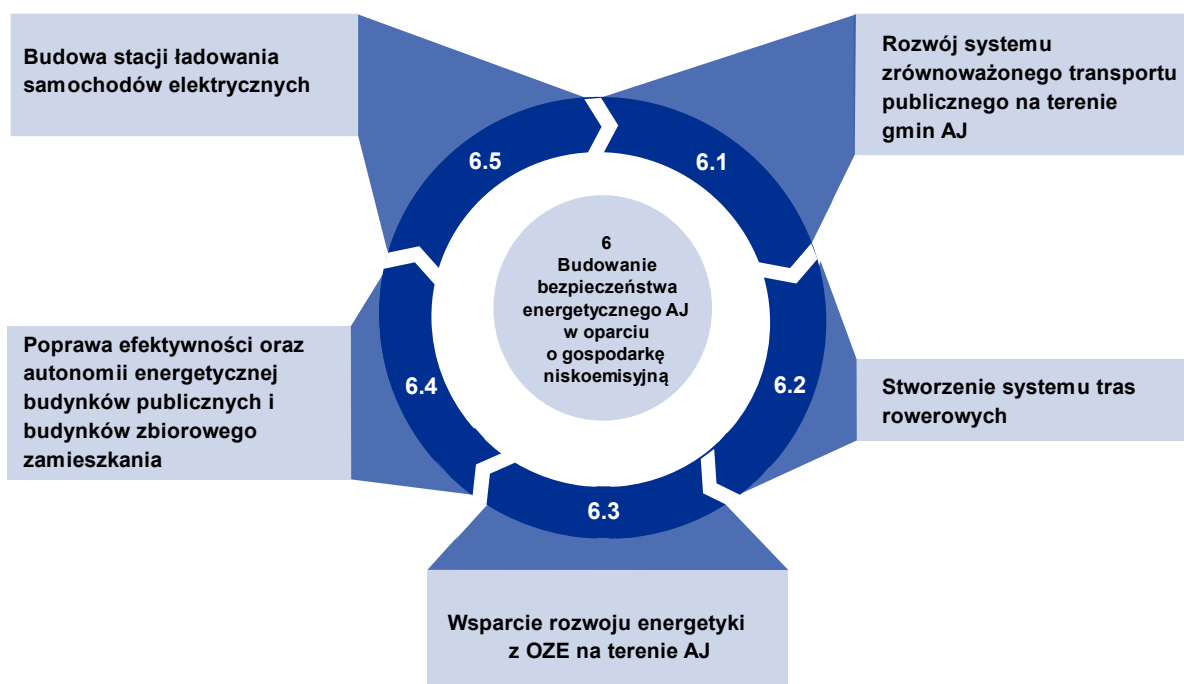 Budowa stacji ładowania
samochodów elektrycznych
Rozwój systemu
zrównoważonego transportu
publicznego na terenie
gmin AJ
6.5
6.1
6
Budowanie
bezpieczeństwa
energetycznego AJ
w oparciu
o gospodarkę
niskoemisyjną
Poprawa efektywności oraz
autonomii energetycznej
budynków publicznych i
budynków zbiorowego
zamieszkania
6.4
6.2
Stworzenie systemu tras
rowerowych
6.3
Wsparcie rozwoju energetyki
z OZE na terenie AJ